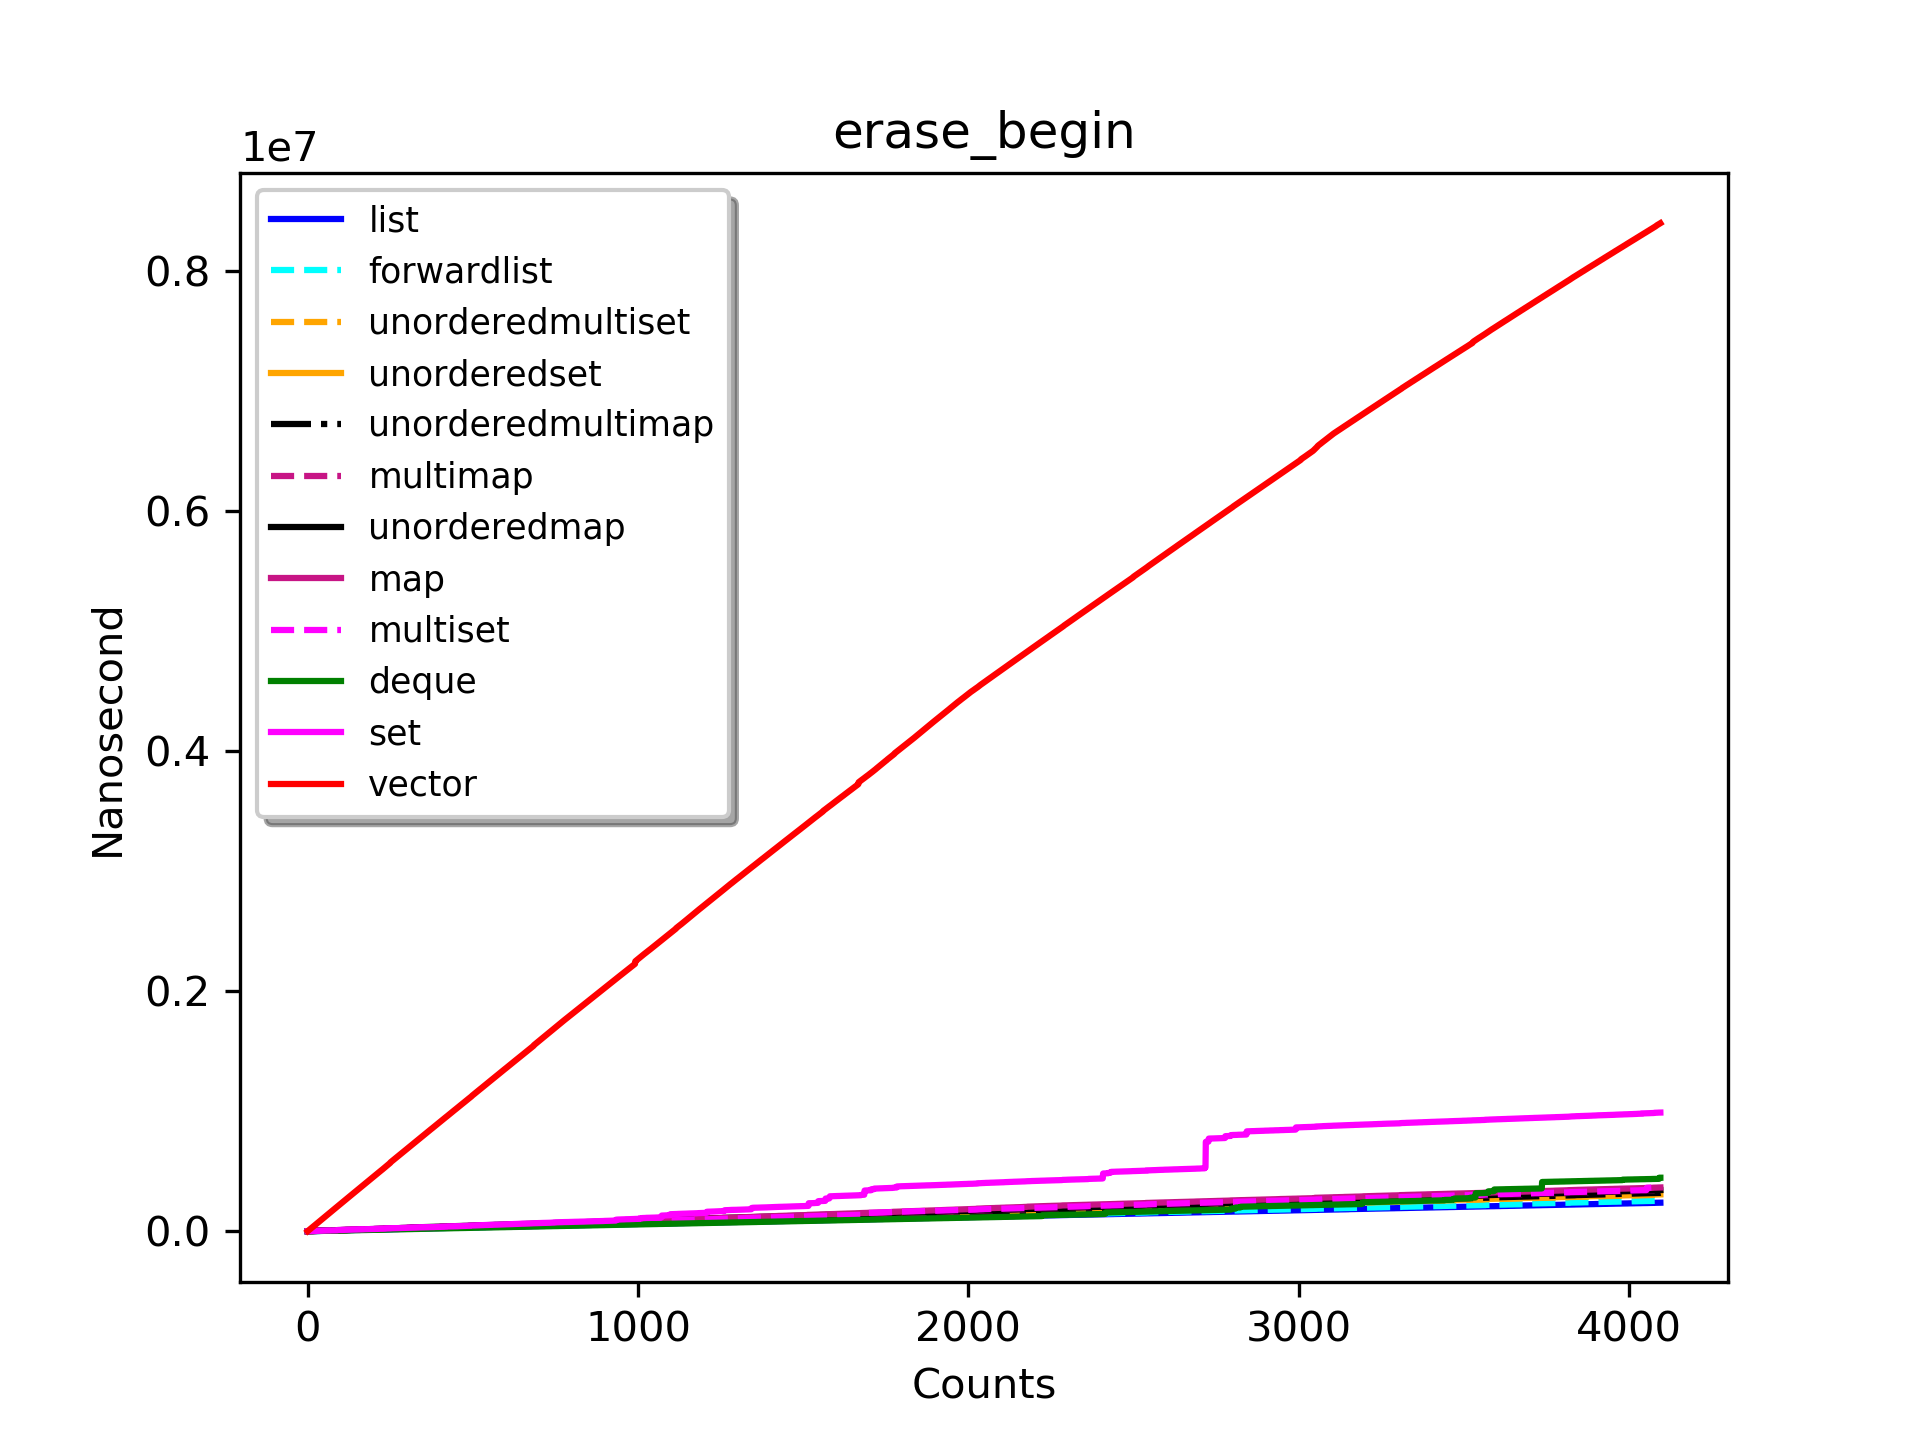 erase_begin
1e7
0.8
0.6
0.4
0.2
0.0
Nanosecond
list
forwardlist
unorderedmultiset
unorderedset
unorderedmultimap
multimap
unorderedmap
map
multiset
deque
set
vector
0 1000 2000 3000 4000
Counts